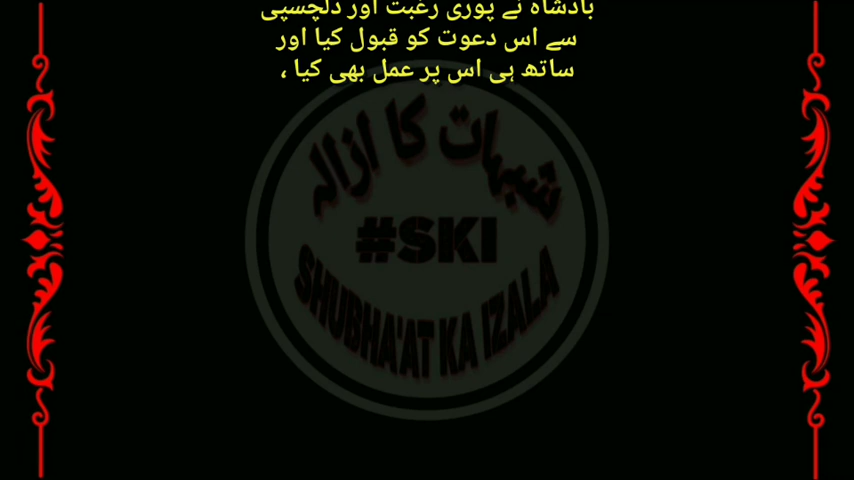 بادشاہ نے پوری رغبت اور دلچسپی
سے اس دعوت کو قبول کیا اور
ساتھ ہی اس پر عمل بھی کیا ،
شبہات کا ازالہ
#SKI
SHUBHA'AT KA IZALA